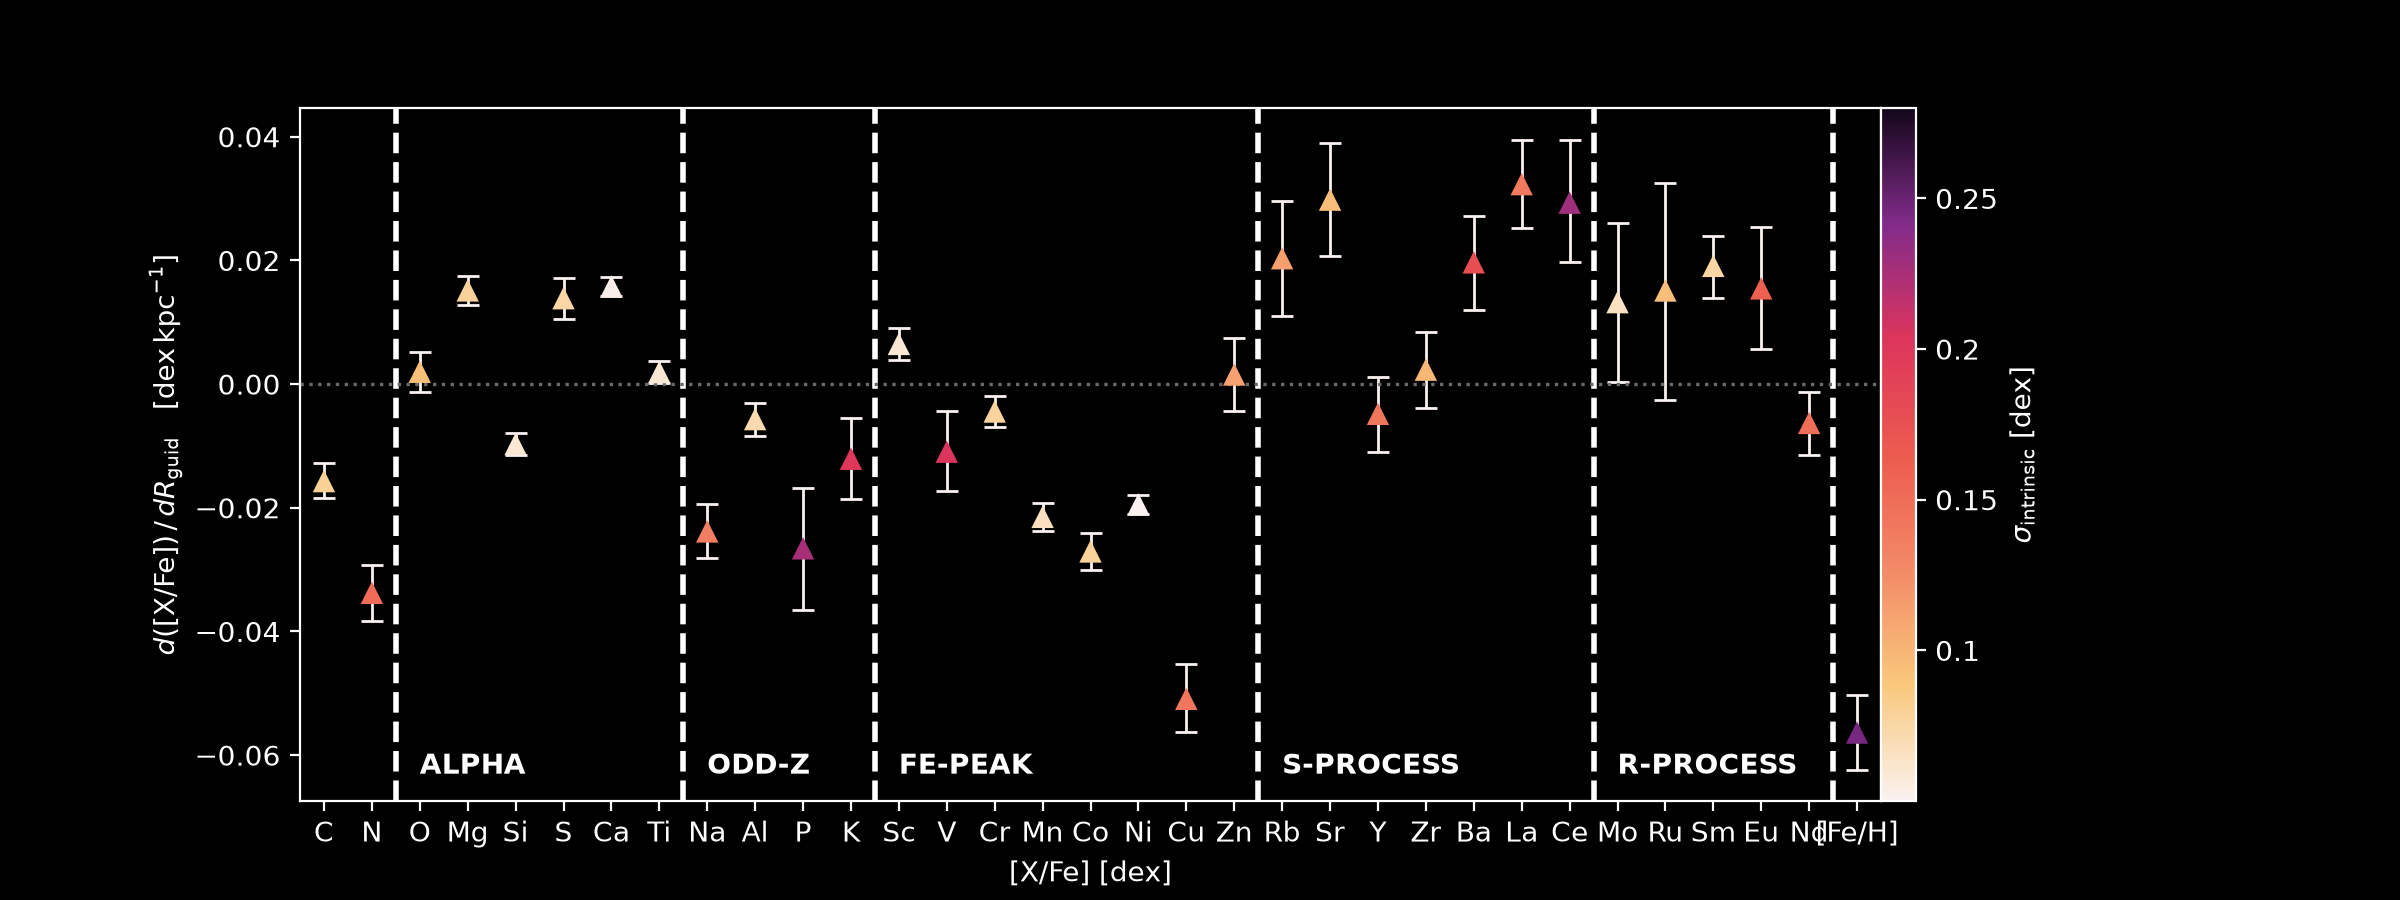 d([X/Fe]) / dR_guid [dex kpc⁻¹]
0.04
0.02
0.00
−0.02
−0.04
−0.06
ALPHA
ODD-Z
FE-PEAK
S-PROCESS
R-PROCESS
C N O Mg Si S Ca Ti Na Al P K Sc V Cr Mn Co Ni Cu Zn Rb Sr Y Zr Ba La Ce Mo Ru Sm Eu Nd [Fe/H]
[X/Fe] [dex]
0.25
0.2
0.15
0.1
σ_intrinsic [dex]